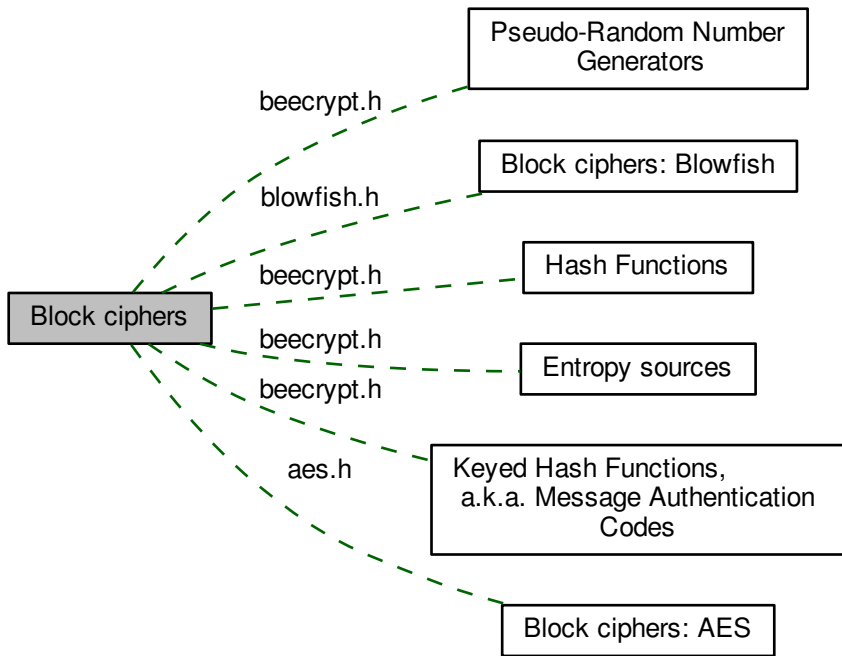 Pseudo-Random Number
Generators
beecrypt.h
Block ciphers: Blowfish
blowfish.h
Hash Functions
beecrypt.h
Block ciphers
beecrypt.h
Entropy sources
beecrypt.h
Keyed Hash Functions,
a.k.a. Message Authentication
Codes
aes.h
Block ciphers: AES